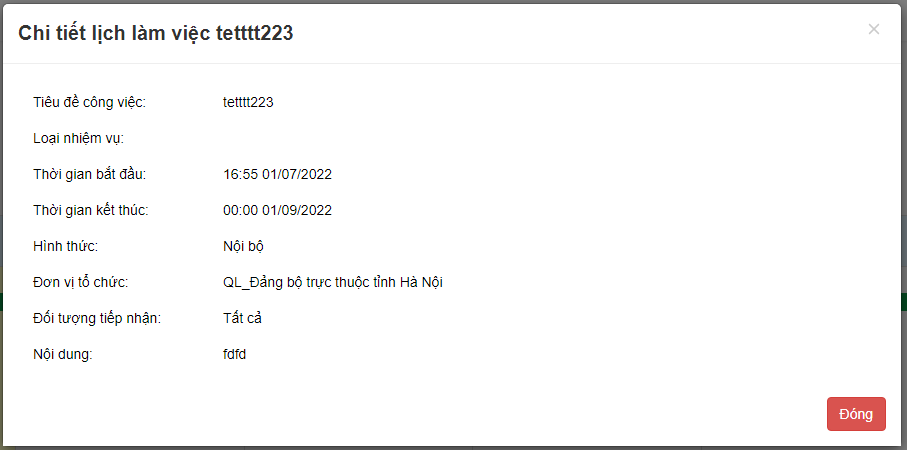 Chi tiết lịch làm việc tetttt223
×
Tiêu đề công việc: tetttt223
Loại nhiệm vụ:
Thời gian bắt đầu: 16:55 01/07/2022
Thời gian kết thúc: 00:00 01/09/2022
Hình thức: Nội bộ
Đơn vị tổ chức: QL_Đảng bộ trực thuộc tỉnh Hà Nội
Đối tượng tiếp nhận: Tất cả
Nội dung: fdfd
Đóng